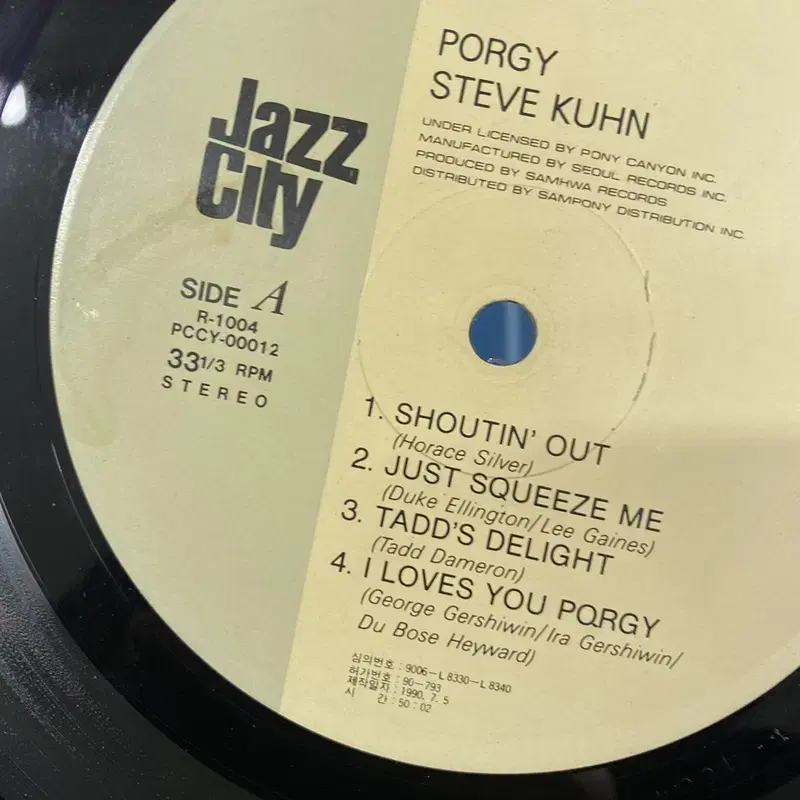 Jazz
City
PORGY
STEVE KUHN
UNDER LICENSED BY PONY CANYON INC.
MANUFACTURED BY SEOUL RECORDS INC.
PRODUCED BY SAMHWA RECORDS
DISTRIBUTED BY SAMPONY DISTRIBUTION INC.
SIDE A
R-1004
PCCY-00012
33 1/3 RPM
STEREO
1. SHOUTIN' OUT
(Horace Silver)
2. JUST SQUEEZE ME
(Duke Ellington/Lee Gaines)
3. TADD'S DELIGHT
(Tadd Dameron)
4. I LOVES YOU PORGY
(George Gershiwin/Ira Gershiwin/
Du Bose Heyward)
심의번호 : 9006-L8330-L8340
허가번호 : 90-793
제작일자 : 1990. 7. 5
시 간 : 50 : 02